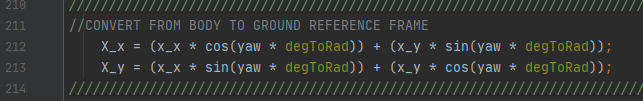 210 ////////////////////////////////////////////////////////////////////////
211 //CONVERT FROM BODY TO GROUND REFERENCE FRAME
212 X_x = (x_x * cos(yaw * degToRad)) + (x_y * sin(yaw * degToRad));
213 X_y = (x_x * sin(yaw * degToRad)) + (x_y * cos(yaw * degToRad));
214 ////////////////////////////////////////////////////////////////////////